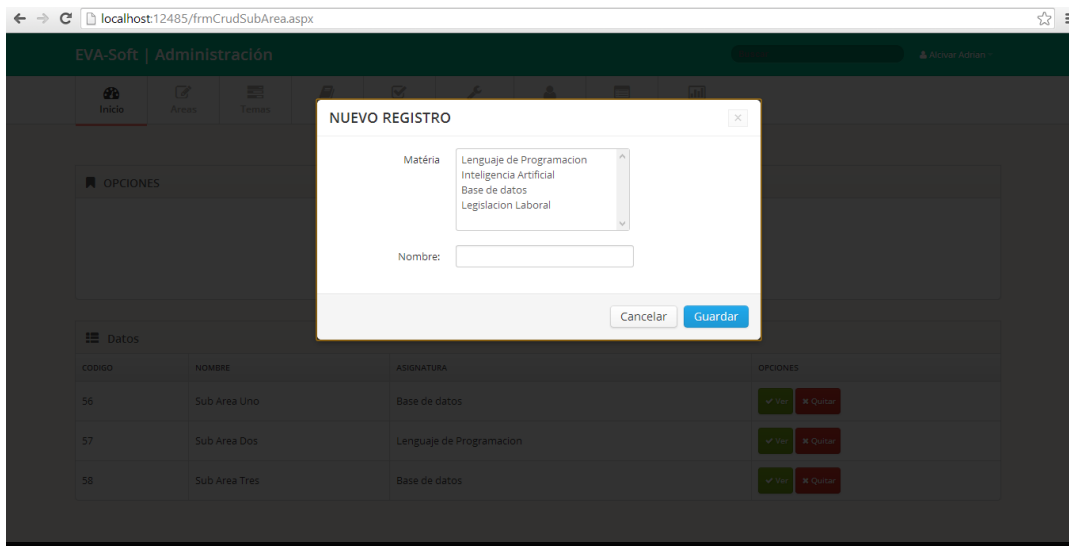 localhost:12485/frmCrudSubArea.aspx
EVA-Soft | Administración
Alcivar Adrian
Inicio
Areas
Temas
NUEVO REGISTRO
Matéria
Lenguaje de Programacion
Inteligencia Artificial
Base de datos
Legislacion Laboral
Nombre:
Cancelar
Guardar
OPCIONES
Datos
CODIGO NOMBRE ASIGNATURA OPCIONES
56 Sub Area Uno Base de datos Ver Quitar
57 Sub Area Dos Lenguaje de Programacion Ver Quitar
58 Sub Area Tres Base de datos Ver Quitar